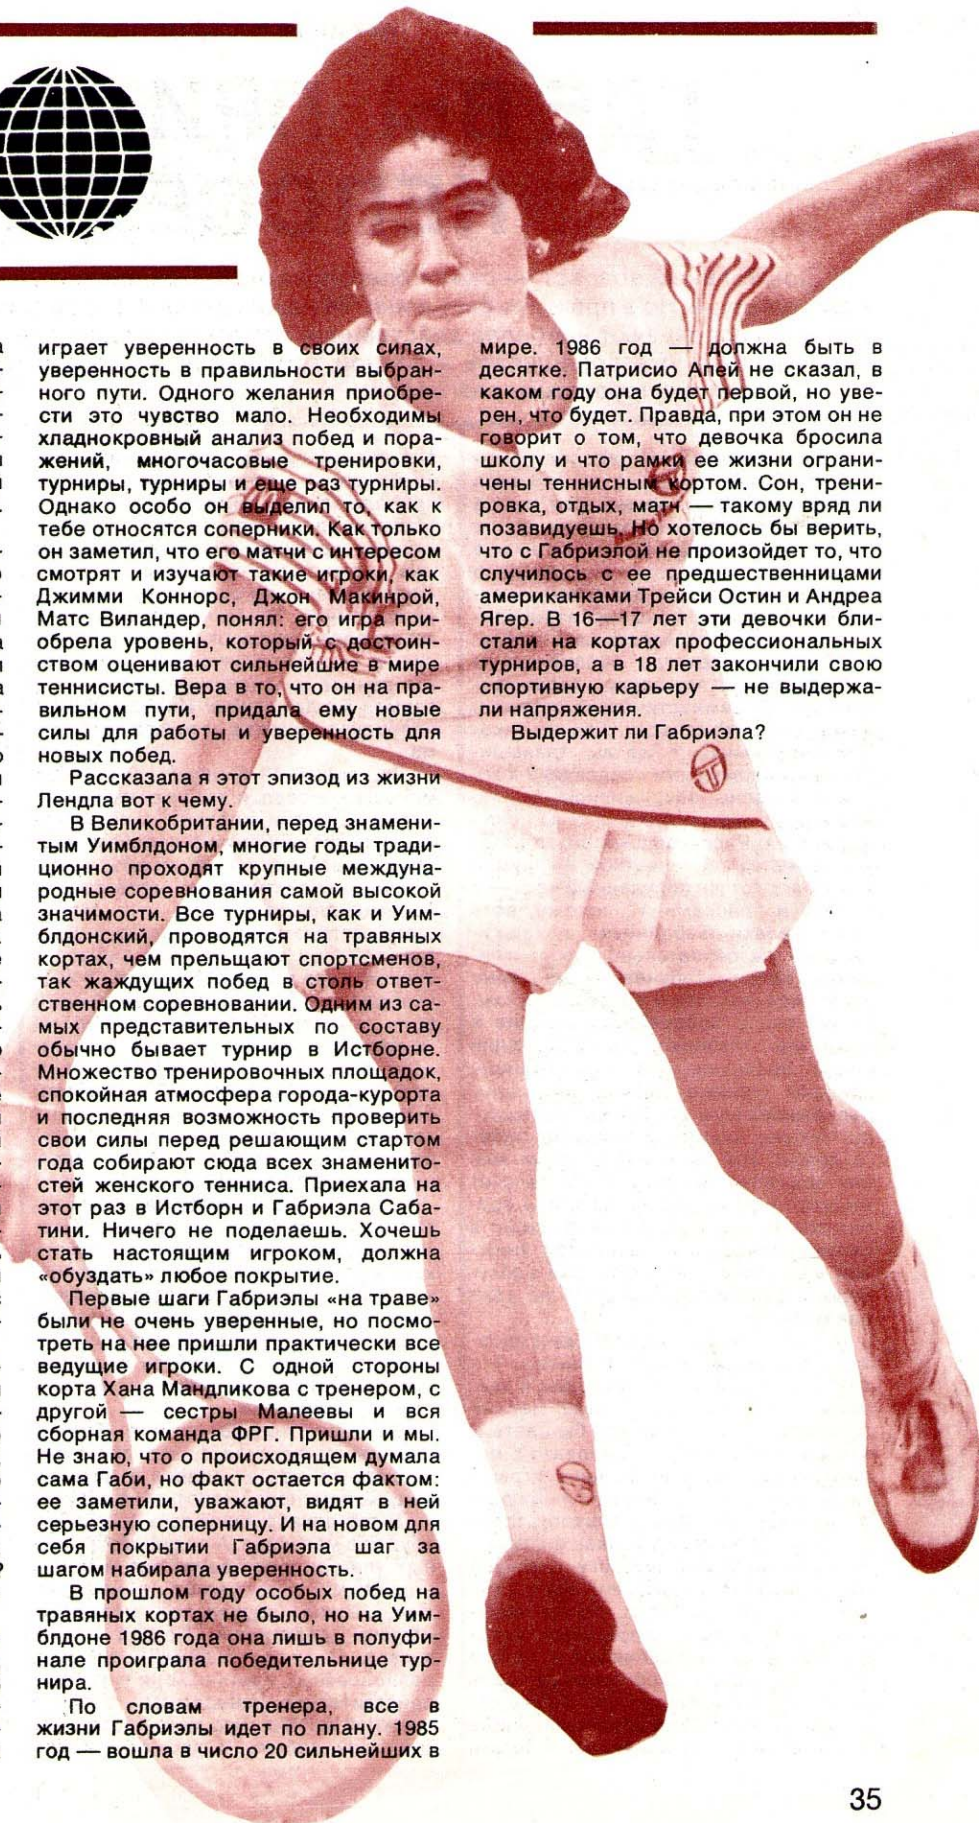 играет уверенность в своих силах,
уверенность в правильности выбран-
ного пути. Одного желания приобре-
сти это чувство мало. Необходимы
хладнокровный анализ побед и пора-
жений, многочасовые тренировки,
турниры, турниры и еще раз турниры.
Однако особо он выделил то, как к
тебе относятся соперники. Как только
он заметил, что его матчи с интересом
смотрят и изучают такие игроки, как
Джимми Коннорс, Джон Макинрой,
Матс Виландер, понял: его игра при-
обрела уровень, который с достоин-
ством оценивают сильнейшие в мире
теннисисты. Вера в то, что он на пра-
вильном пути, придала ему новые
силы для работы и уверенность для
новых побед.
Рассказала я этот эпизод из жизни
Лендла вот к чему.
В Великобритании, перед знамени-
тым Уимблдоном, многие годы тради-
ционно проходят крупные междуна-
родные соревнования самой высокой
значимости. Все турниры, как и Уим-
блдонский, проводятся на травяных
кортах, чем прельщают спортсменов,
так жаждущих побед в столь ответ-
ственном соревновании. Одним из са-
мых представительных по составу
обычно бывает турнир в Истборне.
Множество тренировочных площадок,
спокойная атмосфера города-курорта
и последняя возможность проверить
свои силы перед решающим стартом
года собирают сюда всех знаменито-
стей женского тенниса. Приехала на
этот раз в Истборн и Габриэла Саба-
тини. Ничего не поделаешь. Хочешь
стать настоящим игроком, должна
«обуздать» любое покрытие.
Первые шаги Габриэлы «на траве»
были не очень уверенные, но посмо-
треть на нее пришли практически все
ведущие игроки. С одной стороны
корта Хана Мандликова с тренером, с
другой — сестры Малеевы и вся
сборная команда ФРГ. Пришли и мы.
Не знаю, что о происходящем думала
сама Габи, но факт остается фактом:
ее заметили, уважают, видят в ней
серьезную соперницу. И на новом для
себя покрытии Габриэла шаг за
шагом набирала уверенность.
В прошлом году особых побед на
травяных кортах не было, но на Уим-
блдоне 1986 года она лишь в полуфи-
нале проиграла победительнице тур-
нира.
По словам тренера, все в
жизни Габриэлы идет по плану. 1985
год — вошла в число 20 сильнейших в
мире. 1986 год — должна быть в
десятке. Патрисио Апей не сказал, в
каком году она будет первой, но уве-
рен, что будет. Правда, при этом он не
говорит о том, что девочка бросила
школу и что рамки ее жизни ограни-
чены теннисным кортом. Сон, трени-
ровка, отдых, матч — такому вряд ли
позавидуешь. Но хотелось бы верить,
что с Габриэлой не произойдет то, что
случилось с ее предшественницами
американками Трейси Остин и Андреа
Ягер. В 16—17 лет эти девочки бли-
стали на кортах профессиональных
турниров, а в 18 лет закончили свою
спортивную карьеру — не выдержа-
ли напряжения.
Выдержит ли Габриэла?
35